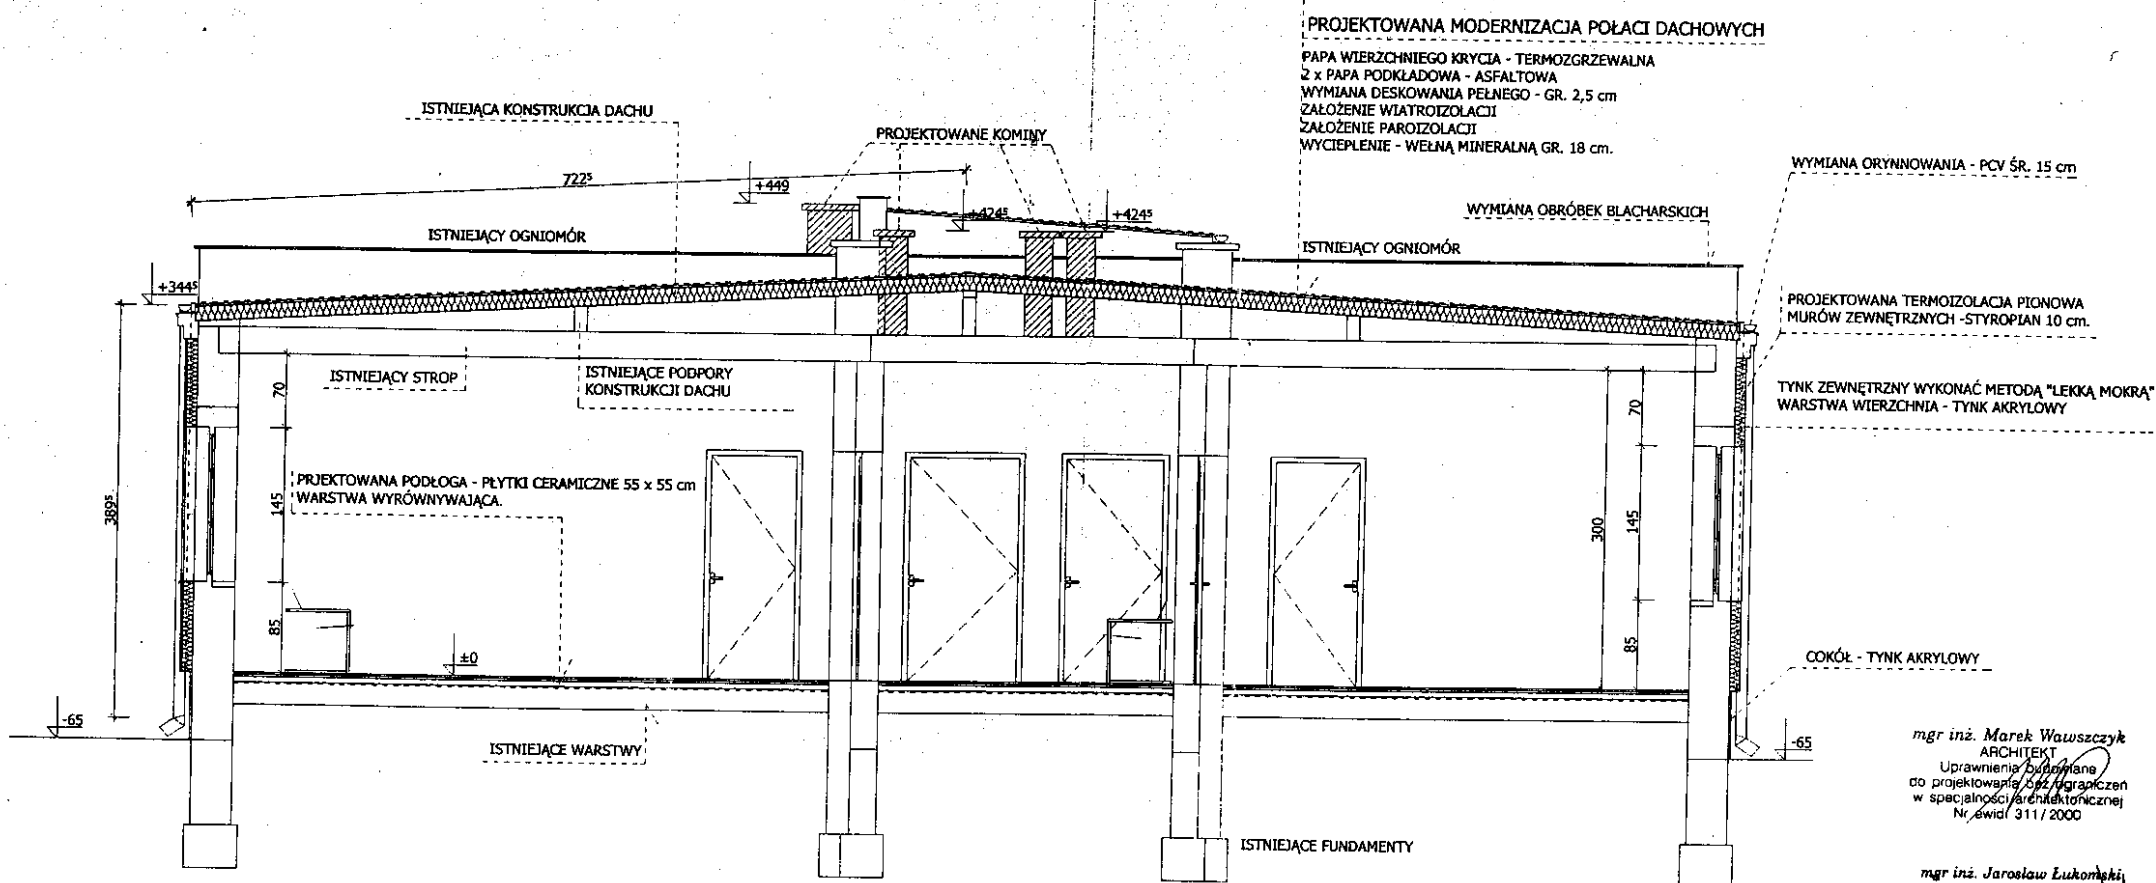 PROJEKTOWANA MODERNIZACJA POŁACI DACHOWYCH
PAPA WIERZCHNIEGO KRYCIA - TERMOZGRZEWALNA
2 x PAPA PODKŁADOWA - ASFALTOWA
WYMIANA DESKOWANIA PEŁNEGO - GR. 2,5 cm
ZAŁOŻENIE WIATROIZOLACJI
ZAŁOŻENIE PAROIZOLACJI
WYCIEPLENIE - WEŁNĄ MINERALNĄ GR. 18 cm.
ISTNIEJĄCA KONSTRUKCJA DACHU
PROJEKTOWANE KOMINY
WYMIANA ORYNNOWANIA - PCV ŚR. 15 cm
722⁵
+449
+424⁵
+424⁵
WYMIANA OBRÓBEK BLACHARSKICH
ISTNIEJĄCY OGNIOMÓR
ISTNIEJĄCY OGNIOMÓR
+344⁵
PROJEKTOWANA TERMOIZOLACJA PIONOWA
MURÓW ZEWNĘTRZNYCH -STYROPIAN 10 cm.
ISTNIEJĄCY STROP
ISTNIEJĄCE PODPORY
KONSTRUKCJI DACHU
70
70
TYNK ZEWNĘTRZNY WYKONAĆ METODĄ "LEKKĄ MOKRĄ"
WARSTWA WIERZCHNIA - TYNK AKRYLOWY
PRJEKTOWANA PODŁOGA - PŁYTKI CERAMICZNE 55 x 55 cm
WARSTWA WYRÓWNYWAJĄCA.
389⁵
145
300
145
85
85
±0
COKÓŁ - TYNK AKRYLOWY
-65
ISTNIEJĄCE WARSTWY
-65
mgr inż. Marek Wawszczyk
ARCHITEKT
Uprawnienia budowlane
do projektowania bez ograniczeń
w specjalności architektonicznej
Nr ewid. 311/2000
ISTNIEJĄCE FUNDAMENTY
mgr inż. Jarosław Łukomski